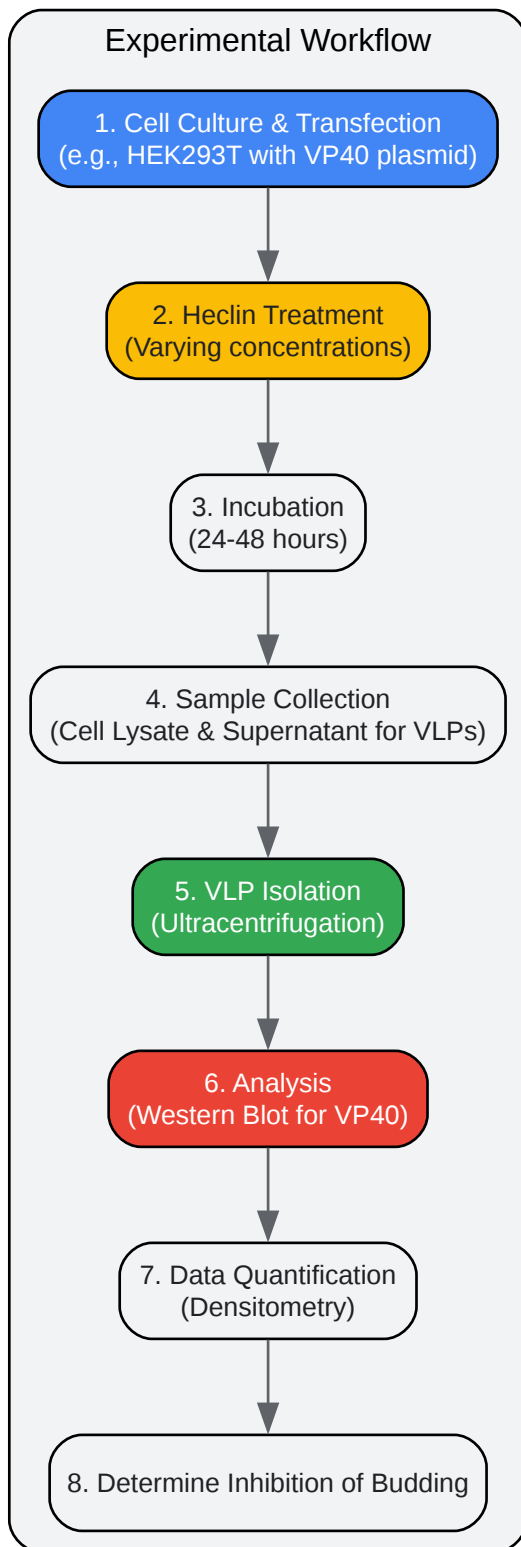 Experimental Workflow
1. Cell Culture & Transfection
(e.g., HEK293T with VP40 plasmid)
2. Heclin Treatment
(Varying concentrations)
3. Incubation
(24-48 hours)
4. Sample Collection
(Cell Lysate & Supernatant for VLPs)
5. VLP Isolation
(Ultracentrifugation)
6. Analysis
(Western Blot for VP40)
7. Data Quantification
(Densitometry)
8. Determine Inhibition of Budding